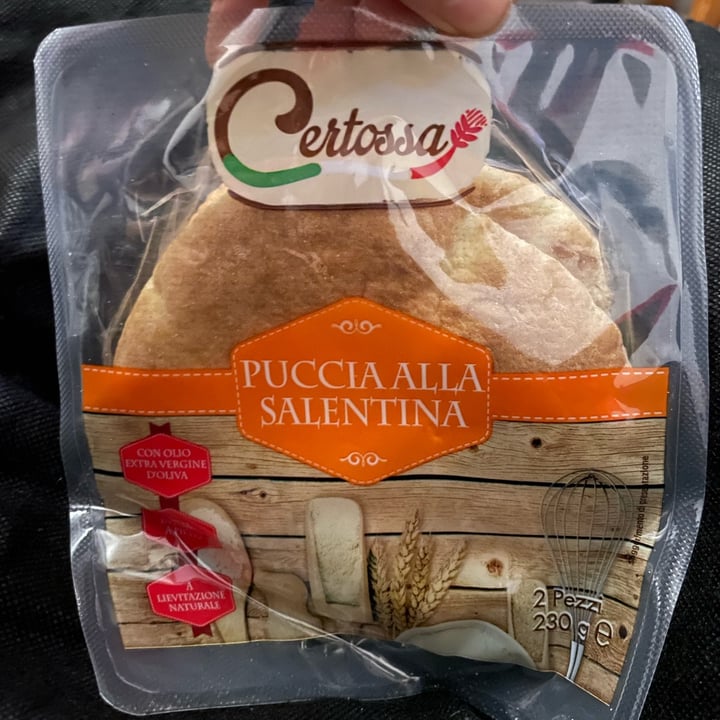 Certossa
PUCCIA ALLA
SALENTINA
CON OLIO
EXTRA VERGINE
D'OLIVA
A
LIEVITAZIONE
NATURALE
2 Pezzi
230 g e